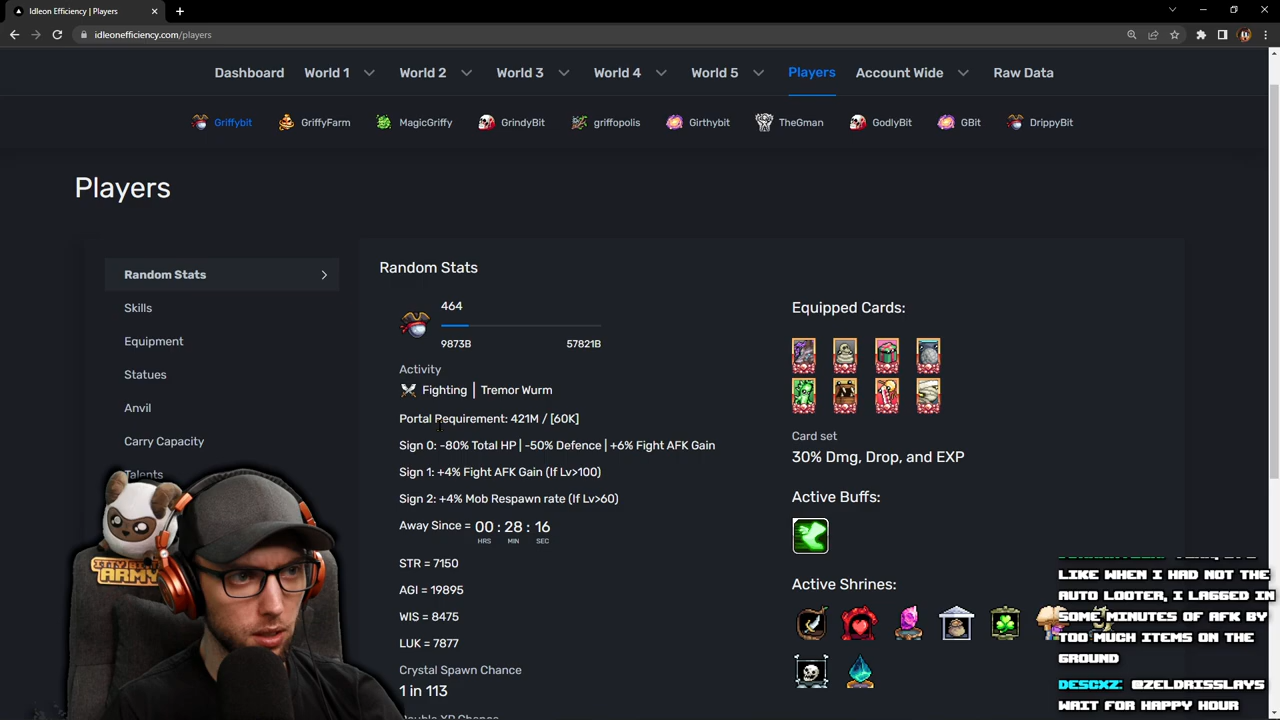 Idleon Efficiency | Players
idleonefficiency.com/players
Dashboard World 1 World 2 World 3 World 4 World 5 Players Account Wide Raw Data
Griffybit GriffyFarm MagicGriffy GrindyBit griffopolis Girthybit TheGman GodlyBit GBit DrippyBit
Players
Random Stats
Skills
Equipment
Statues
Anvil
Carry Capacity
Talents
Random Stats
464
9873B 57821B
Activity
Fighting | Tremor Wurm
Portal Requirement: 421M / [60K]
Sign 0: -80% Total HP | -50% Defence | +6% Fight AFK Gain
Sign 1: +4% Fight AFK Gain (If Lv>100)
Sign 2: +4% Mob Respawn rate (If Lv>60)
Away Since = 00 : 28 : 16
HRS MIN SEC
STR = 7150
AGI = 19895
WIS = 8475
LUK = 7877
Crystal Spawn Chance
1 in 113
Equipped Cards:
Card set
30% Dmg, Drop, and EXP
Active Buffs:
Active Shrines:
ITTY BIT
ARMY
LIKE WHEN I HAD NOT THE
AUTO LOOTER, I LAGGED IN
SOME MINUTES OF AFK BY
TOO MUCH ITEMS ON THE
GROUND
DESCXZ: @ZELDRISSLAYS
WAIT FOR HAPPY HOUR